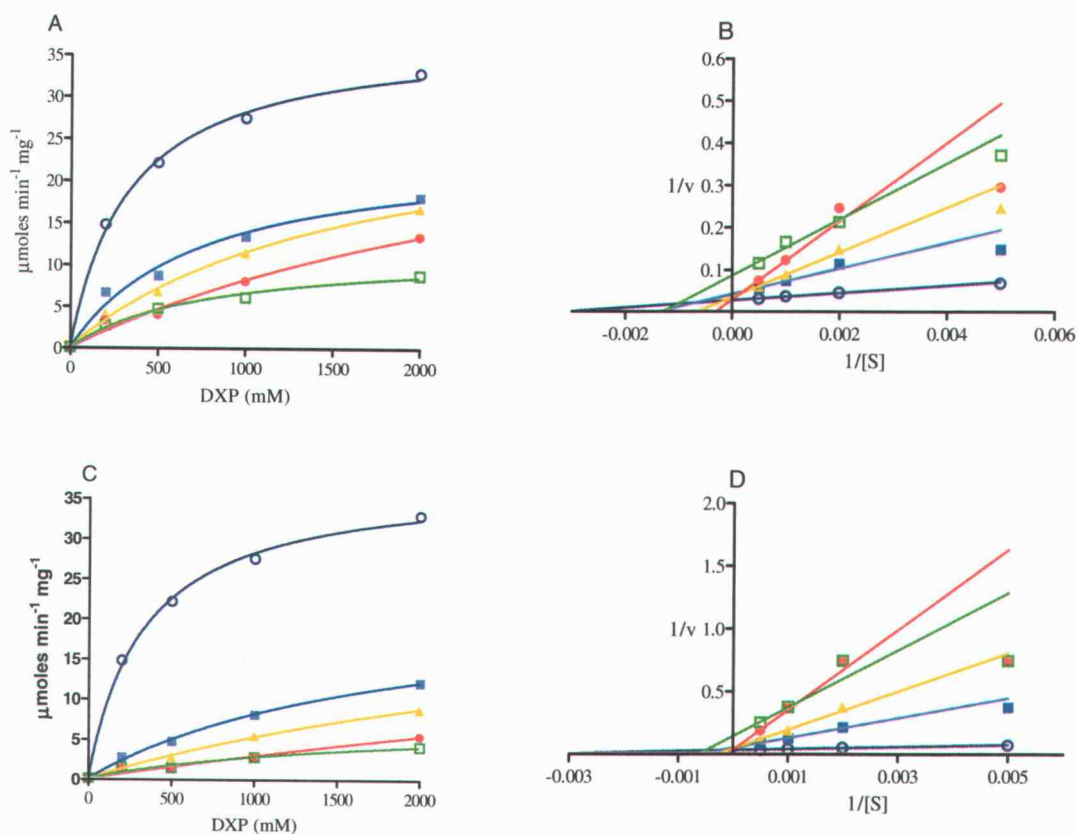 A
35
30
25
20
15
10
5
0
µmoles min-1 mg-1
0 500 1000 1500 2000
DXP (mM)
B
0.6
0.5
0.4
1/v 0.3
0.2
0.1
-0.002 0.000 0.002 0.004 0.006
1/[S]
C
35
30
25
20
15
10
5
0
µmoles min-1 mg-1
0 500 1000 1500 2000
DXP (mM)
D
2.0
1.5
1/v 1.0
0.5
-0.003 -0.001 0.001 0.003 0.005
1/[S]